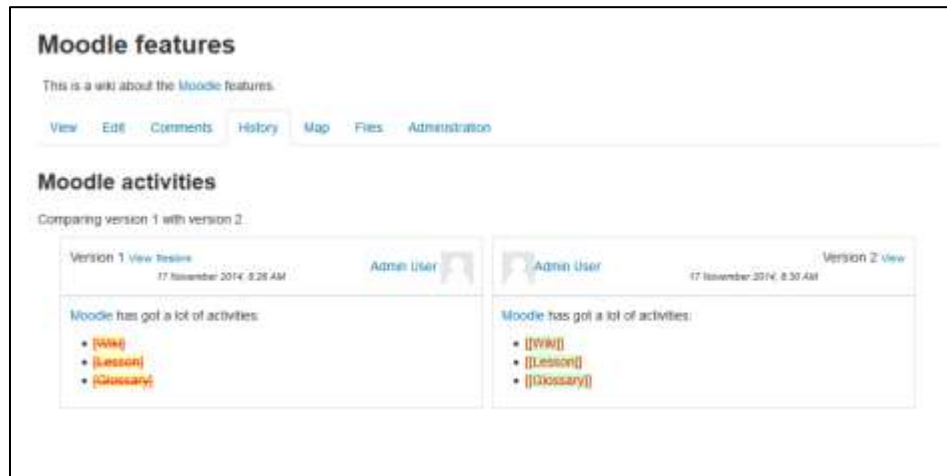 Moodle features
This is a wiki about the Moodle features.
View Edit Comments History Map Files Administration
Moodle activities
Comparing version 1 with version 2
Version 1 View Restore
17 November 2014, 8:26 AM
Admin User
Admin User
Version 2 View
17 November 2014, 8:30 AM
Moodle has got a lot of activities:
• [Wiki]
• [Lesson]
• [Glossary]
Moodle has got a lot of activities:
• [[Wiki]]
• [[Lesson]]
• [[Glossary]]